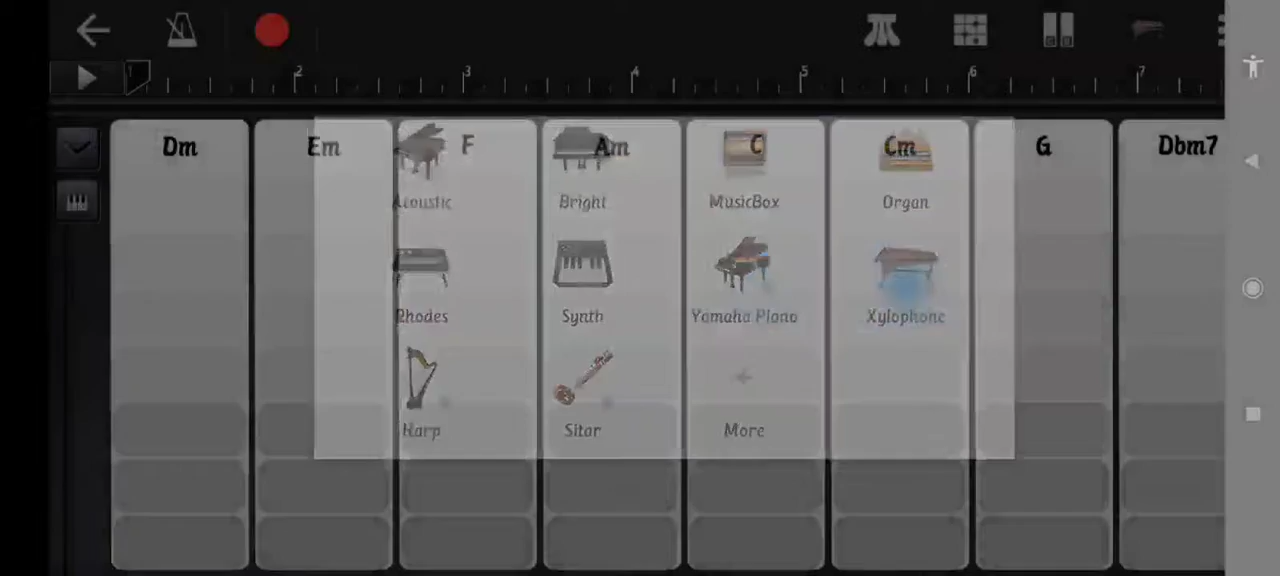 1 2 3 4 5 6 7
Dm Em F Am C Cm G Dbm7
Acoustic Bright MusicBox Organ
Rhodes Synth Yamaha Piano Xylophone
Harp Sitar More